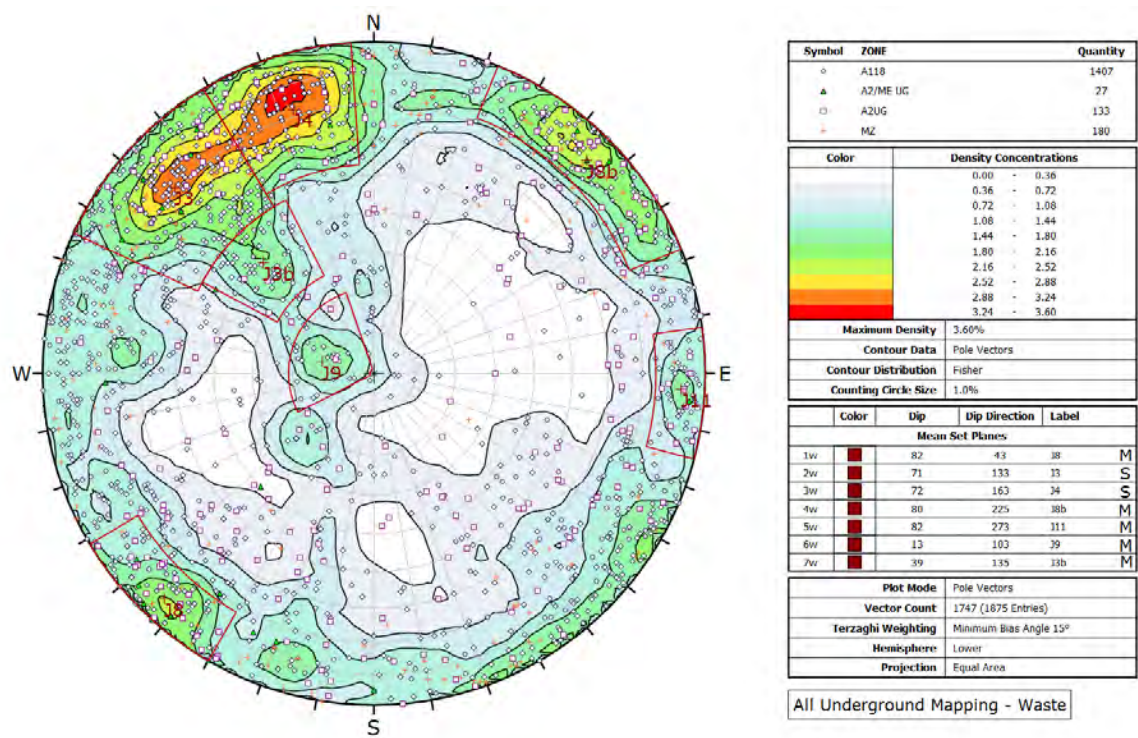 N
W
E
S
J4
J3
J3b
J8b
J9
J11
J8
Symbol ZONE Quantity
A118 1407
A2/ME UG 27
A2UG 133
MZ 180
Color Density Concentrations
0.00 - 0.36
0.36 - 0.72
0.72 - 1.08
1.08 - 1.44
1.44 - 1.80
1.80 - 2.16
2.16 - 2.52
2.52 - 2.88
2.88 - 3.24
3.24 - 3.60
Maximum Density 3.60%
Contour Data Pole Vectors
Contour Distribution Fisher
Counting Circle Size 1.0%
Color Dip Dip Direction Label
Mean Set Planes
1w 82 43 J8 M
2w 71 133 J3 S
3w 72 163 J4 S
4w 80 225 J8b M
5w 82 273 J11 M
6w 13 103 J9 M
7w 39 135 J3b M
Plot Mode Pole Vectors
Vector Count 1747 (1875 Entries)
Terzaghi Weighting Minimum Bias Angle 15º
Hemisphere Lower
Projection Equal Area
All Underground Mapping - Waste